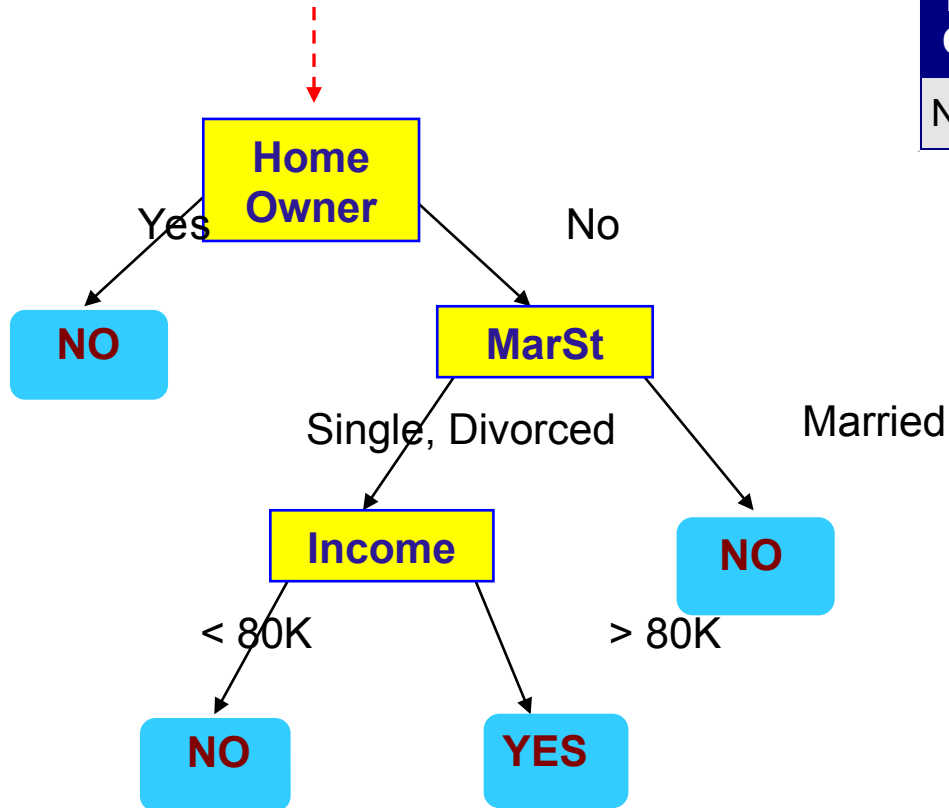 Home
Owner
Yes
No
NO
MarSt
Single, Divorced
Married
Income
NO
< 80K
> 80K
NO
YES